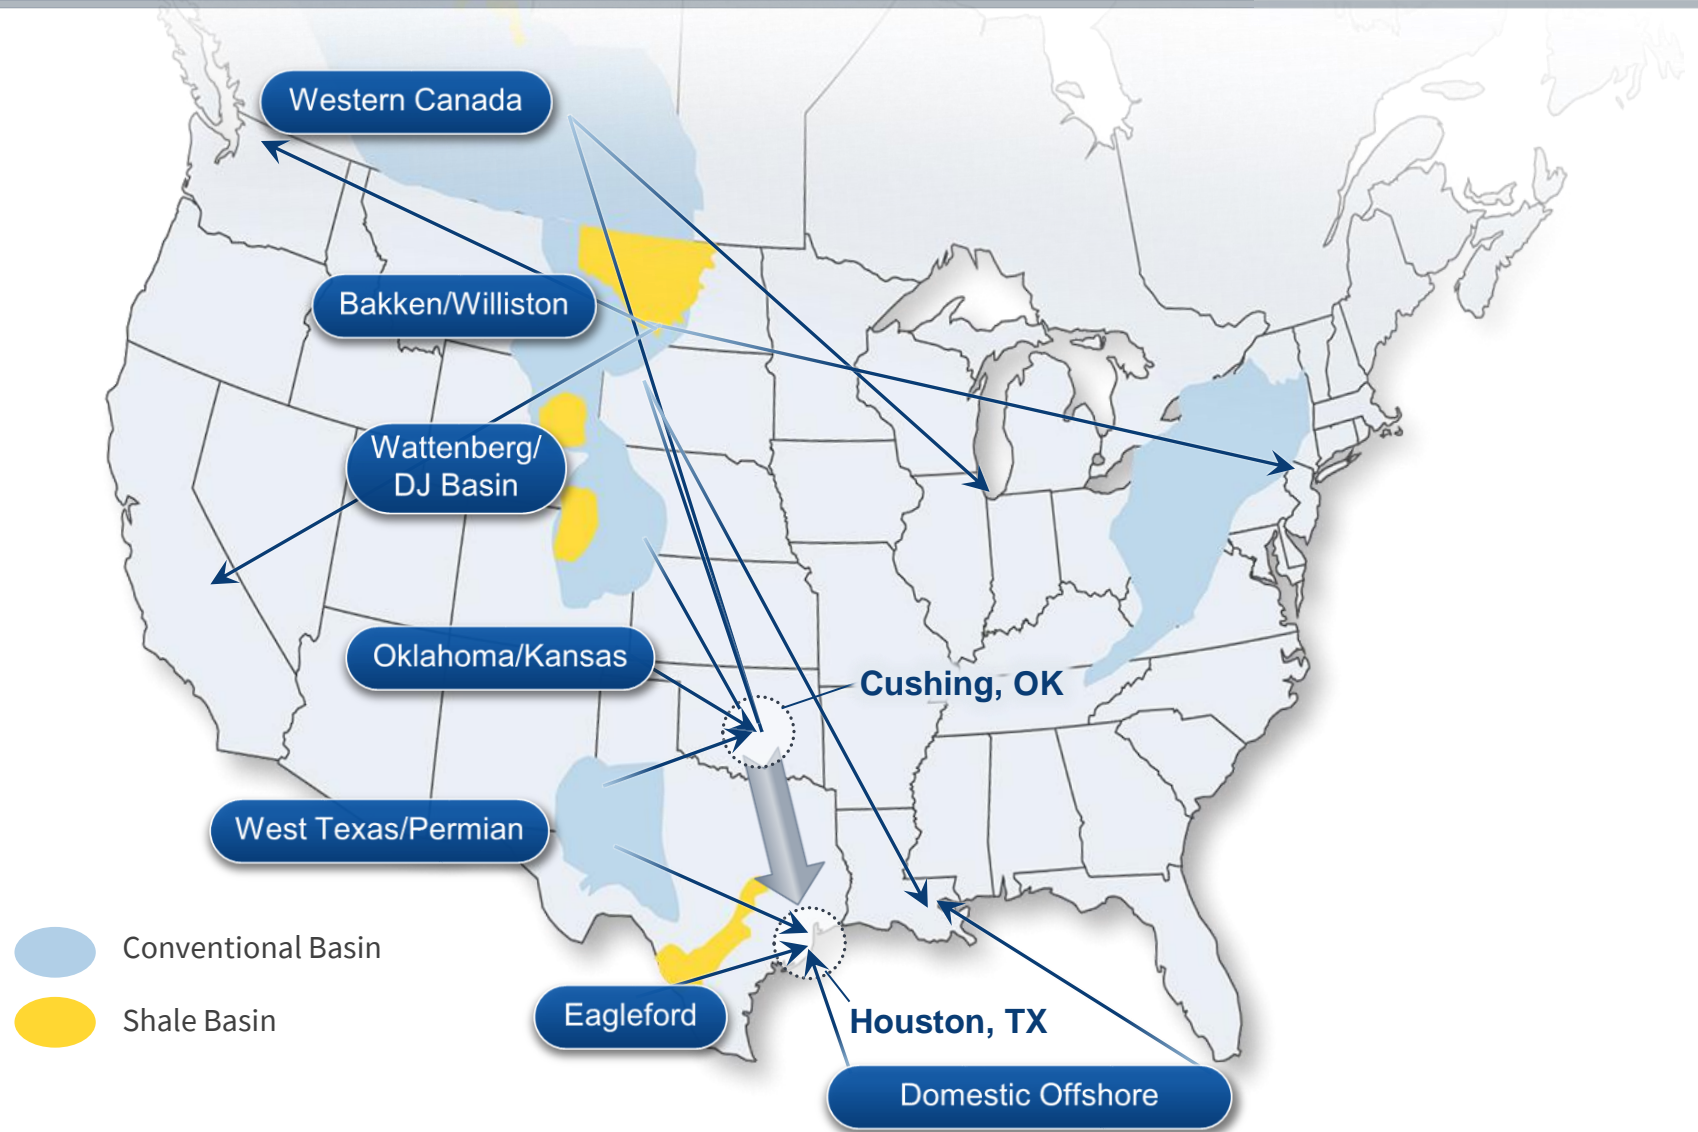 Western Canada
Bakken/Williston
Wattenberg/
DJ Basin
Oklahoma/Kansas
Cushing, OK
West Texas/Permian
Conventional Basin
Shale Basin
Eagleford
Houston, TX
Domestic Offshore